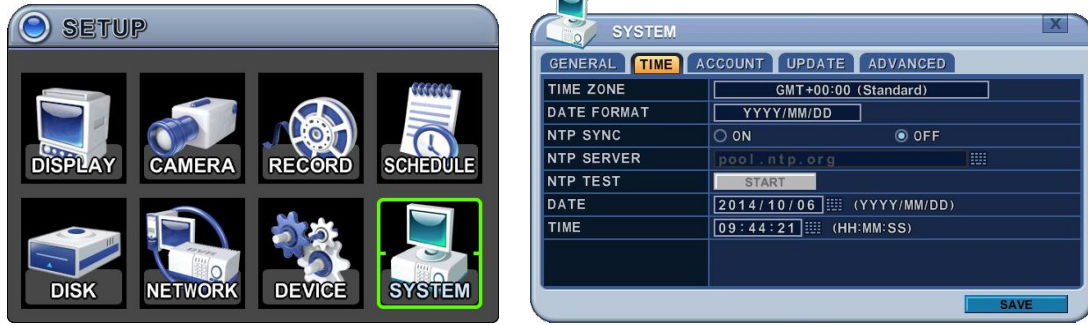 SETUP
DISPLAY CAMERA RECORD SCHEDULE
DISK NETWORK DEVICE SYSTEM
SYSTEM X
GENERAL TIME ACCOUNT UPDATE ADVANCED
TIME ZONE GMT+00:00 (Standard)
DATE FORMAT YYYY/MM/DD
NTP SYNC ON OFF
NTP SERVER pool.ntp.org
NTP TEST START
DATE 2014/10/06 (YYYY/MM/DD)
TIME 09:44:21 (HH:MM:SS)
SAVE